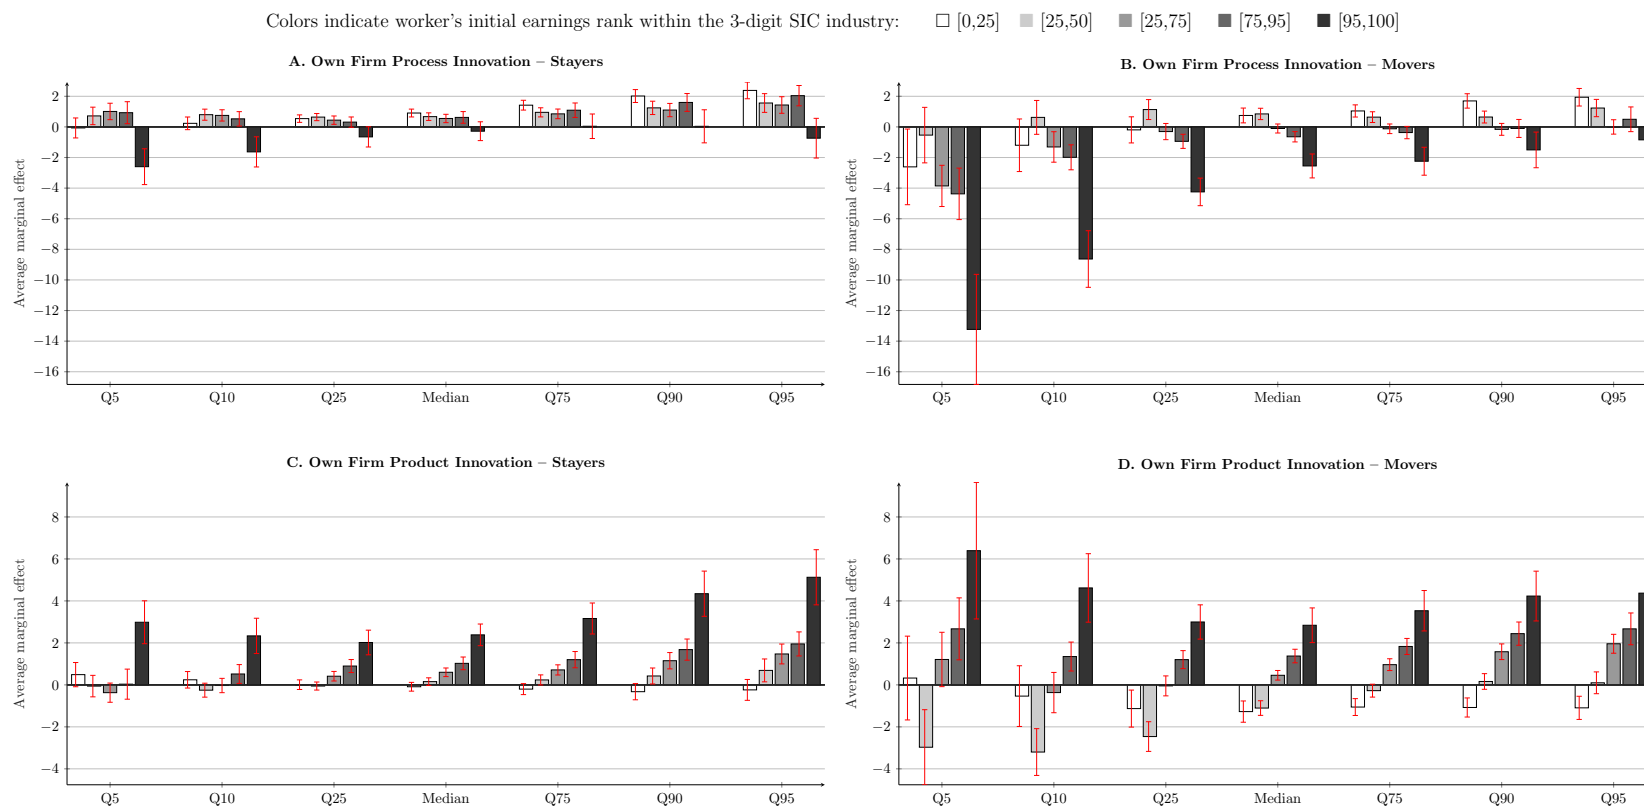 Colors indicate worker's initial earnings rank within the 3-digit SIC industry: [0,25] [25,50) [25,75] [75,95] [95,100]
A. Own Firm Process Innovation – Stayers
Average marginal effect
2
0
−2
−4
−6
−8
−10
−12
−14
−16
Q5 Q10 Q25 Median Q75 Q90 Q95
B. Own Firm Process Innovation – Movers
Average marginal effect
2
0
−2
−4
−6
−8
−10
−12
−14
−16
Q5 Q10 Q25 Median Q75 Q90 Q95
C. Own Firm Product Innovation – Stayers
Average marginal effect
8
6
4
2
0
−2
−4
Q5 Q10 Q25 Median Q75 Q90 Q95
D. Own Firm Product Innovation – Movers
Average marginal effect
8
6
4
2
0
−2
−4
Q5 Q10 Q25 Median Q75 Q90 Q95